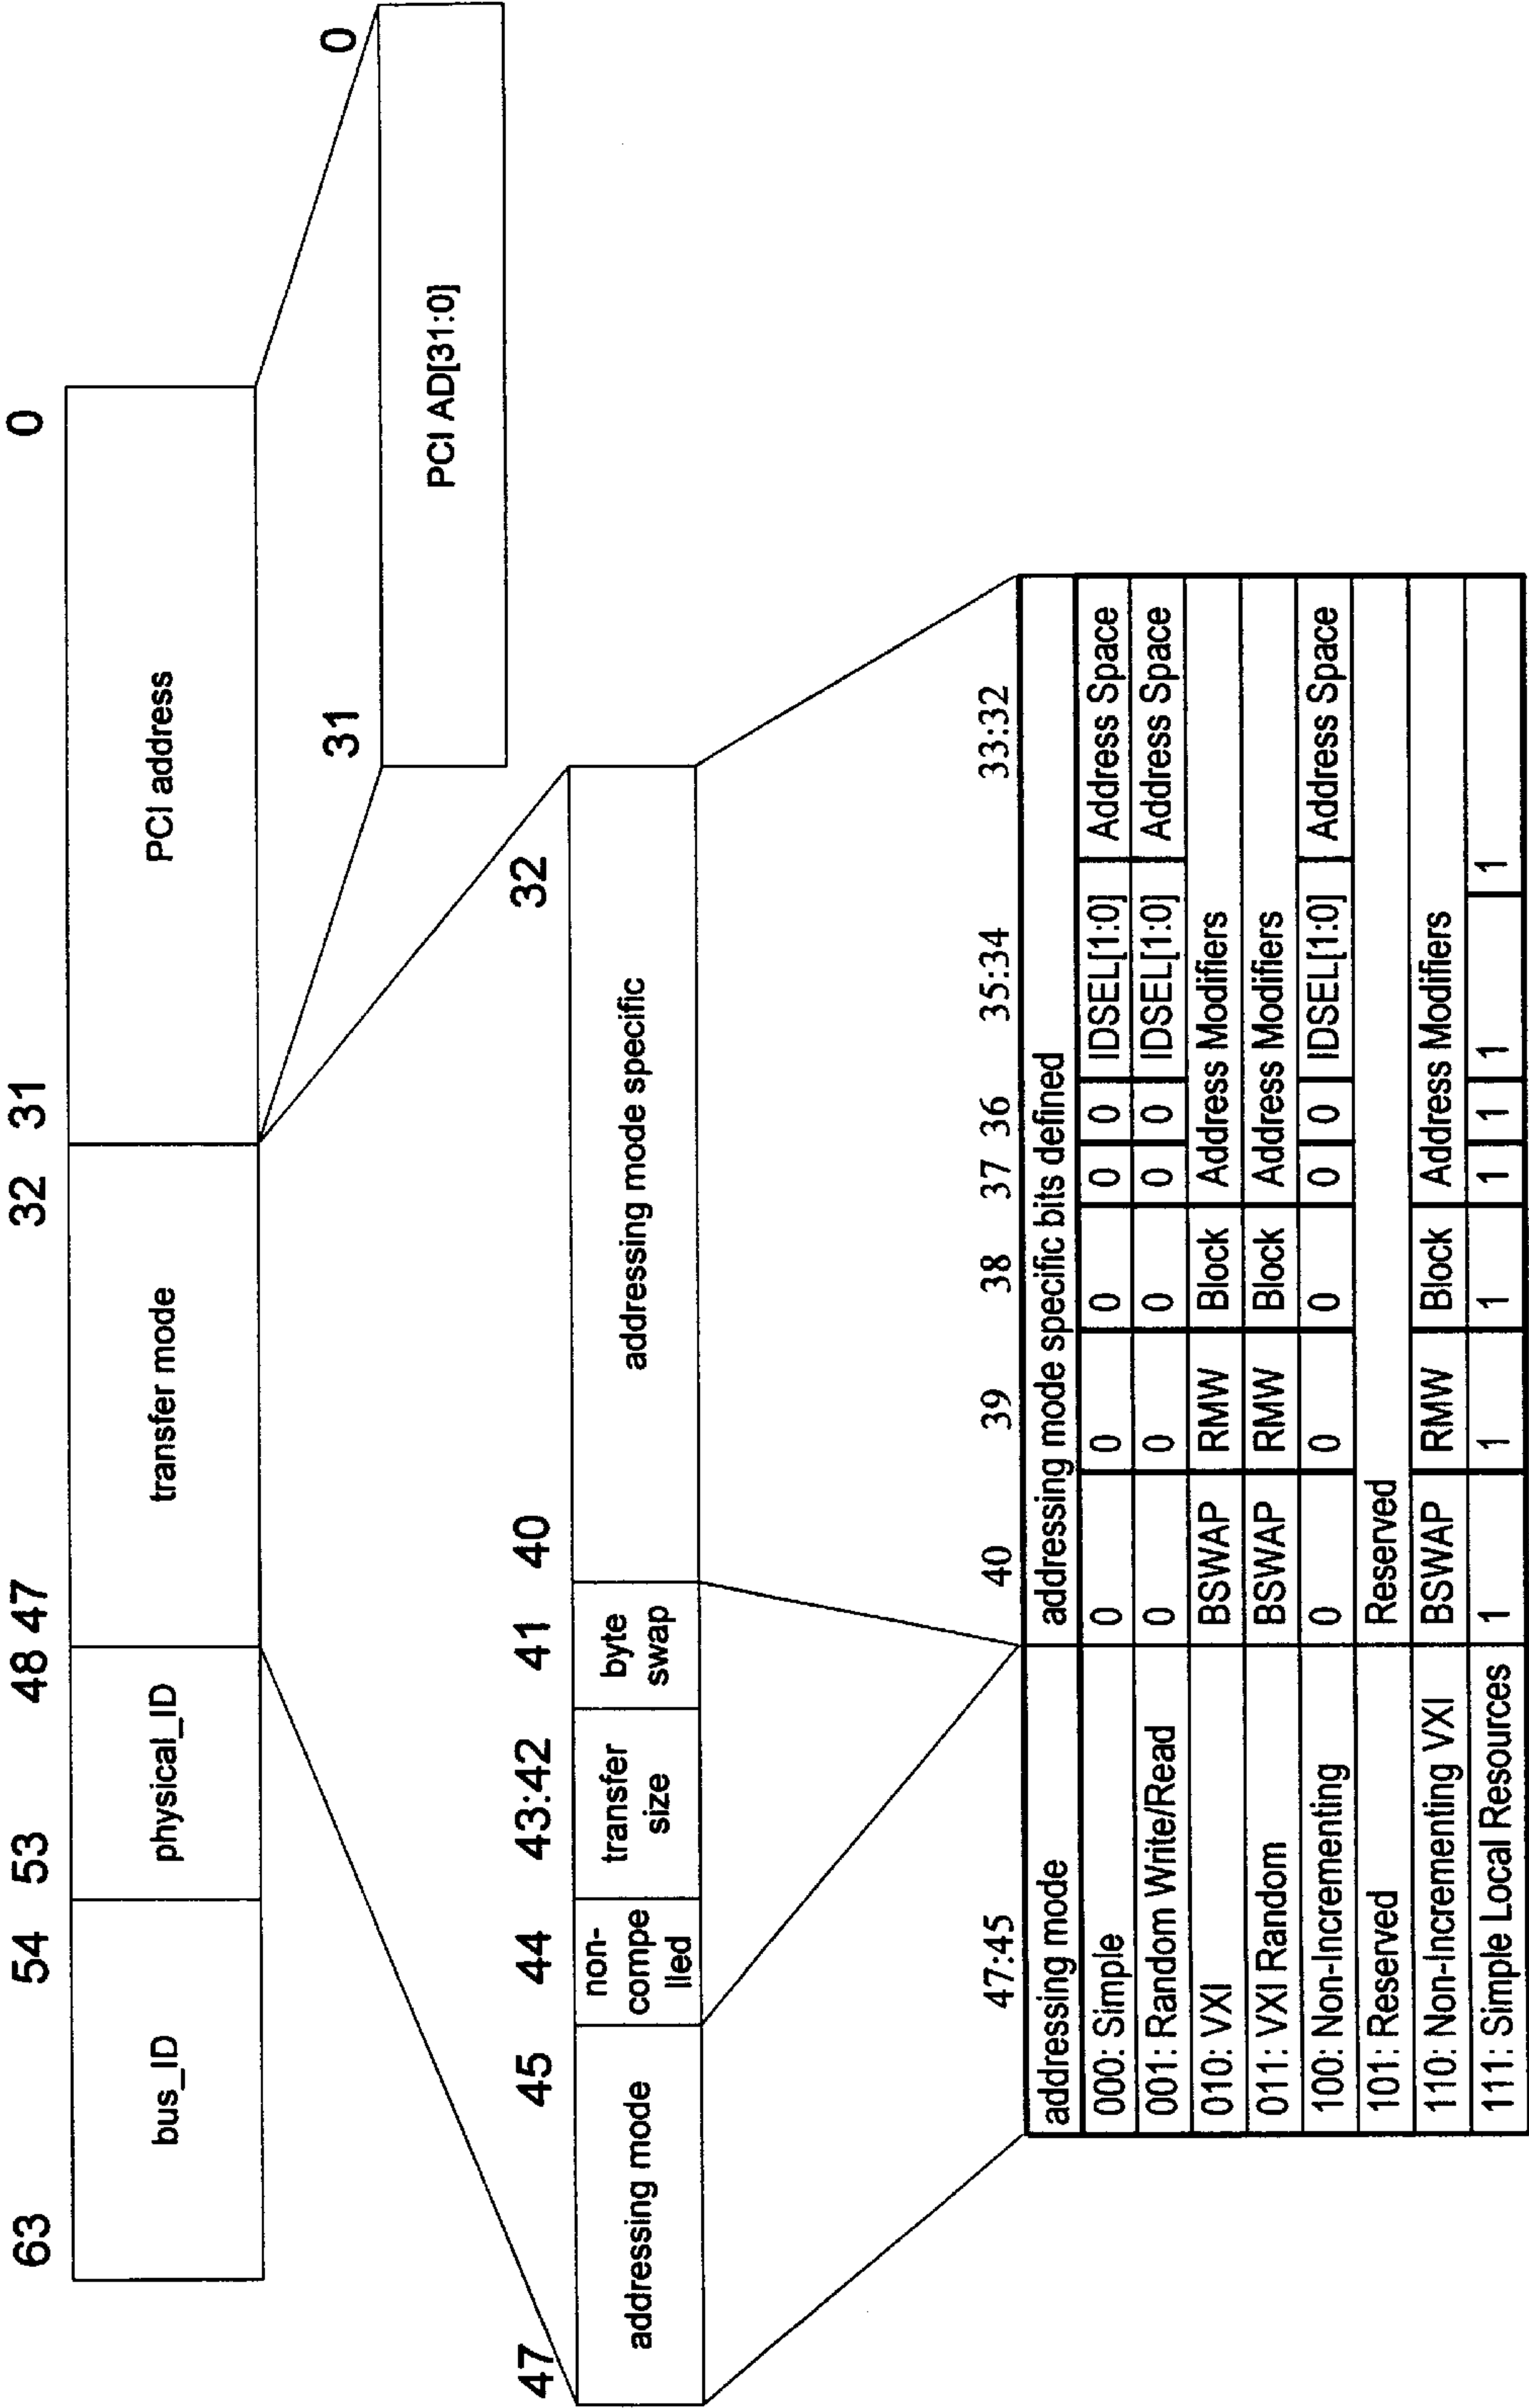 63 54 53 48 47 32 31 0
bus_ID physical_ID transfer mode PCI address
31 0
PCI AD[31:0]
47 45 44 43:42 41 40 32
addressing mode non-compelled transfer size byte swap addressing mode specific
47:45 40 39 38 37 36 35:34 33:32
addressing mode addressing mode specific bits defined
000: Simple 0 0 0 0 0 IDSEL[1:0] Address Space
001: Random Write/Read 0 0 0 0 0 IDSEL[1:0] Address Space
010: VXI BSWAP RMW Block Address Modifiers
011: VXI Random BSWAP RMW Block Address Modifiers
100: Non-Incrementing 0 0 0 0 0 IDSEL[1:0] Address Space
101: Reserved Reserved
110: Non-Incrementing VXI BSWAP RMW Block Address Modifiers
111: Simple Local Resources 1 1 1 1 1 1 1